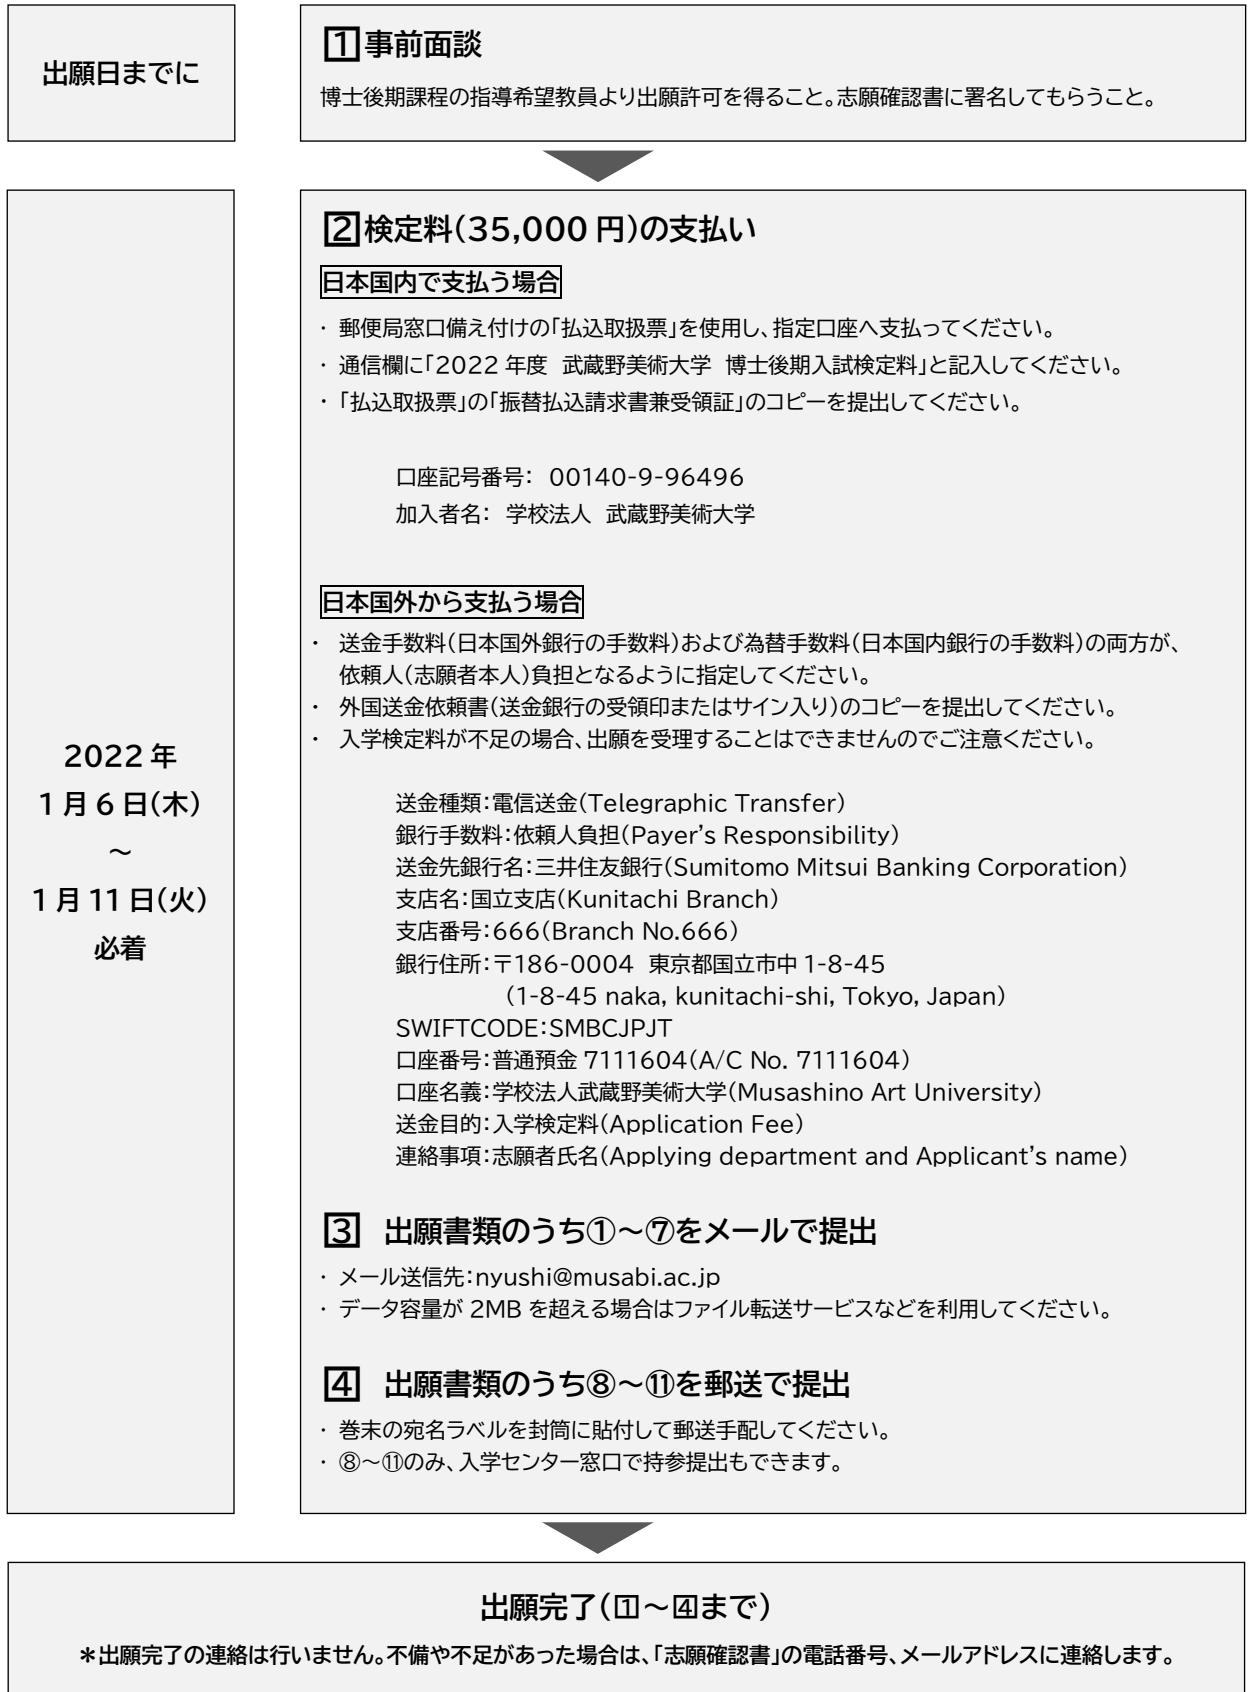 出願日までに
1 事前面談
博士後期課程の指導希望教員より出願許可を得ること。志願確認書に署名してもらうこと。
2022 年
1 月 6 日(木)
～
1 月 11 日(火)
必着
2 検定料(35,000 円)の支払い
日本国内で支払う場合
・ 郵便局窓口備え付けの「払込取扱票」を使用し、指定口座へ支払ってください。
・ 通信欄に「2022 年度 武蔵野美術大学 博士後期入試検定料」と記入してください。
・ 「払込取扱票」の「振替払込請求書兼受領証」のコピーを提出してください。
口座記号番号： 00140-9-96496
加入者名： 学校法人 武蔵野美術大学
日本国外から支払う場合
・ 送金手数料(日本国外銀行の手数料)および為替手数料(日本国内銀行の手数料)の両方が、
依頼人(志願者本人)負担となるように指定してください。
・ 外国送金依頼書(送金銀行の受領印またはサイン入り)のコピーを提出してください。
・ 入学検定料が不足の場合、出願を受理することはできませんのでご注意ください。
送金種類：電信送金(Telegraphic Transfer)
銀行手数料：依頼人負担(Payer’s Responsibility)
送金先銀行名：三井住友銀行(Sumitomo Mitsui Banking Corporation)
支店名：国立支店(Kunitachi Branch)
支店番号：666(Branch No.666)
銀行住所：〒186-0004 東京都国立市中 1-8-45
(1-8-45 naka, kunitachi-shi, Tokyo, Japan)
SWIFTCODE：SMBCJPJT
口座番号：普通預金 7111604(A/C No. 7111604)
口座名義：学校法人武蔵野美術大学(Musashino Art University)
送金目的：入学検定料(Application Fee)
連絡事項：志願者氏名(Applying department and Applicant’s name)
3 出願書類のうち①～⑦をメールで提出
・ メール送信先：nyushi@musabi.ac.jp
・ データ容量が 2MB を超える場合はファイル転送サービスなどを利用してください。
4 出願書類のうち⑧～⑪を郵送で提出
・ 巻末の宛名ラベルを封筒に貼付して郵送手配してください。
・ ⑧～⑪のみ、入学センター窓口で持参提出もできます。
出願完了(1～4まで)
＊出願完了の連絡は行いません。不備や不足があった場合は、「志願確認書」の電話番号、メールアドレスに連絡します。